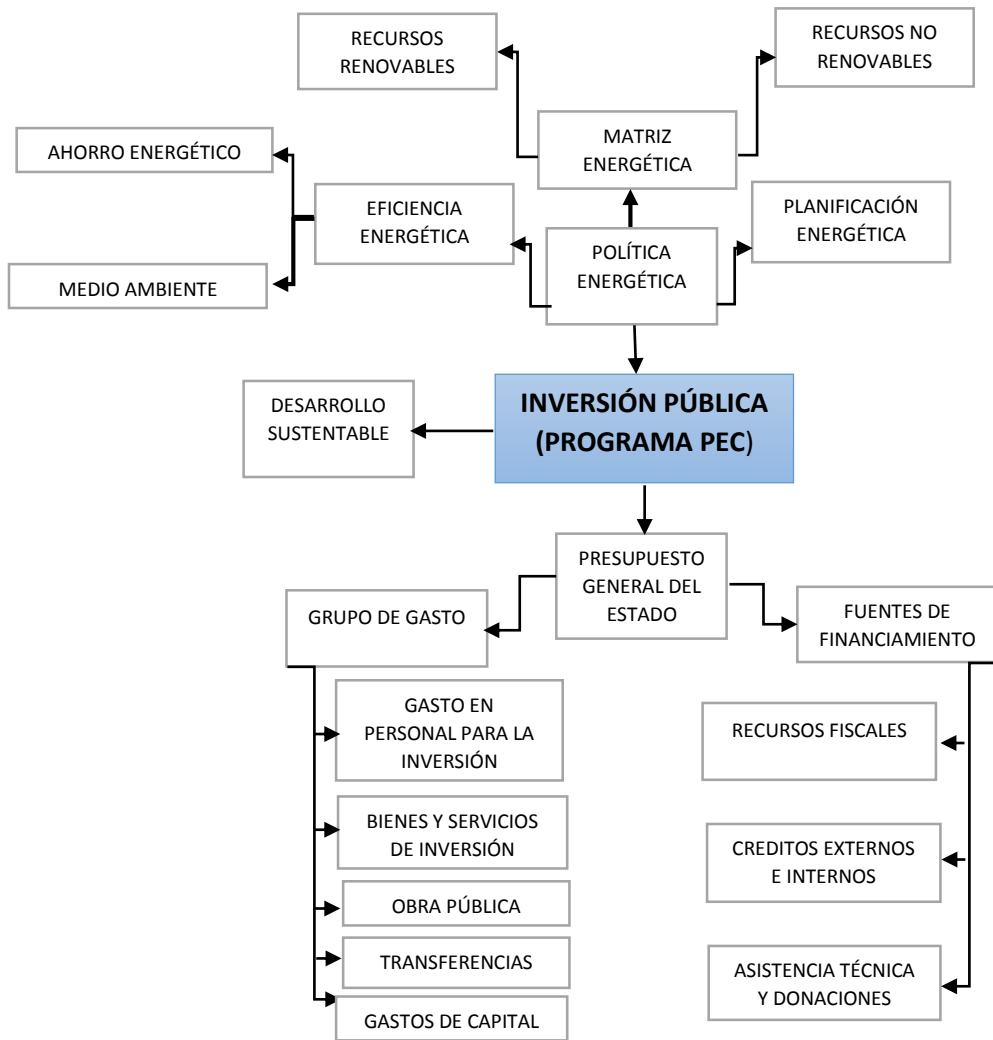 RECURSOS
RENOVABLES
RECURSOS NO
RENOVABLES
MATRIZ
ENERGÉTICA
AHORRO ENERGÉTICO
EFICIENCIA
ENERGÉTICA
PLANIFICACIÓN
ENERGÉTICA
POLÍTICA
ENERGÉTICA
MEDIO AMBIENTE
INVERSIÓN PÚBLICA
(PROGRAMA PEC)
DESARROLLO
SUSTENTABLE
PRESUPUESTO
GENERAL DEL
ESTADO
GRUPO DE GASTO
FUENTES DE
FINANCIAMIENTO
GASTO EN
PERSONAL PARA LA
INVERSIÓN
BIENES Y SERVICIOS
DE INVERSIÓN
OBRA PÚBLICA
TRANSFERENCIAS
GASTOS DE CAPITAL
RECURSOS FISCALES
CREDITOS EXTERNOS
E INTERNOS
ASISTENCIA TÉCNICA
Y DONACIONES